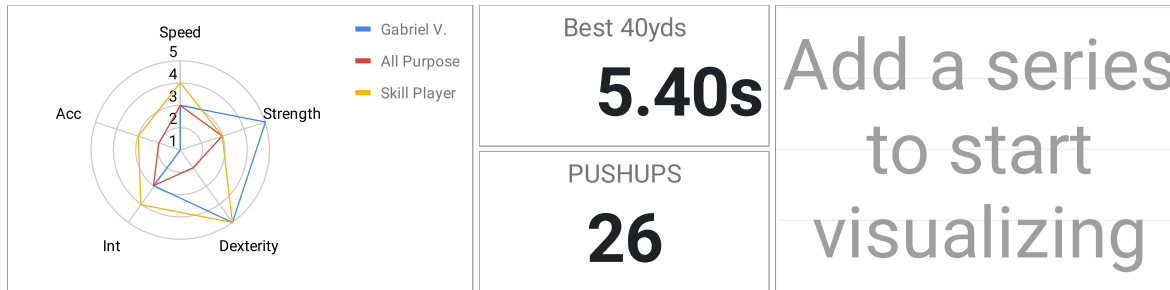 Speed
5
4
3
2
1
Acc
Strength
Int
Dexterity
Gabriel V.
All Purpose
Skill Player
Best 40yds
5.40s
PUSHUPS
26
Add a series
to start
visualizing